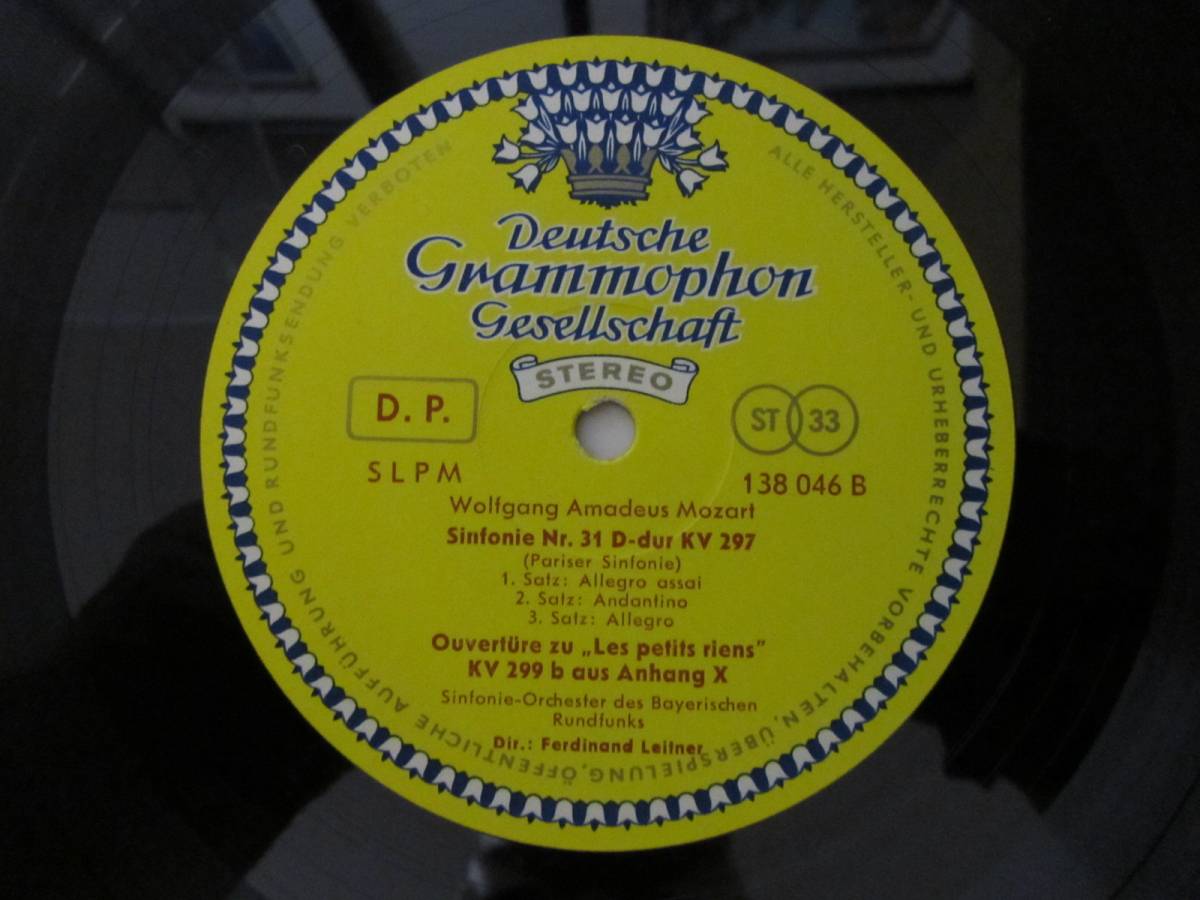 Deutsche
Grammophon
Gesellschaft
STEREO
D. P.
ST 33
SLPM
138 046 B
Wolfgang Amadeus Mozart
Sinfonie Nr. 31 D-dur KV 297
(Pariser Sinfonie)
1. Satz: Allegro assai
2. Satz: Andantino
3. Satz: Allegro
Ouvertüre zu „Les petits riens”
KV 299 b aus Anhang X
Sinfonie-Orchester des Bayerischen
Rundfunks
Dir.: Ferdinand Leitner
ALLE HERSTELLER- UND URHEBERRECHTE VORBEHALTEN, ÜBERSPIELUNG, ÖFFENTLICHE AUFFÜHRUNG UND RUNDFUNKSENDUNG VERBOTEN